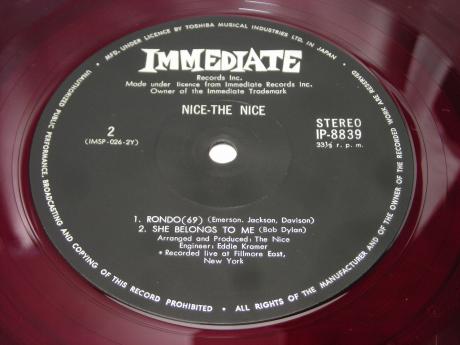 MFD. UNDER LICENCE BY TOSHIBA MUSICAL INDUSTRIES LTD. IN JAPAN •
IMMEDIATE
Records Inc.
Made under licence from Immediate Records Inc.
Owner of the Immediate Trademark
NICE-THE NICE
2
(IMSP-026-2Y)
STEREO
IP-8839
33⅓ r. p. m.
1. RONDO(69) (Emerson. Jackson, Davison)
2. SHE BELONGS TO ME (Bob Dylan)
Arranged and Produced: The Nice
Engineer: Eddie Kramer
* Recorded live at Fillmore East,
New York
• ALL RIGHTS OF THE MANUFACTURER AND OF THE OWNER OF THE RECORDED WORK ARE RESERVED
UNAUTHORIZED PUBLIC PERFORMANCE, BROADCASTING AND COPYING OF THIS RECORD PROHIBITED